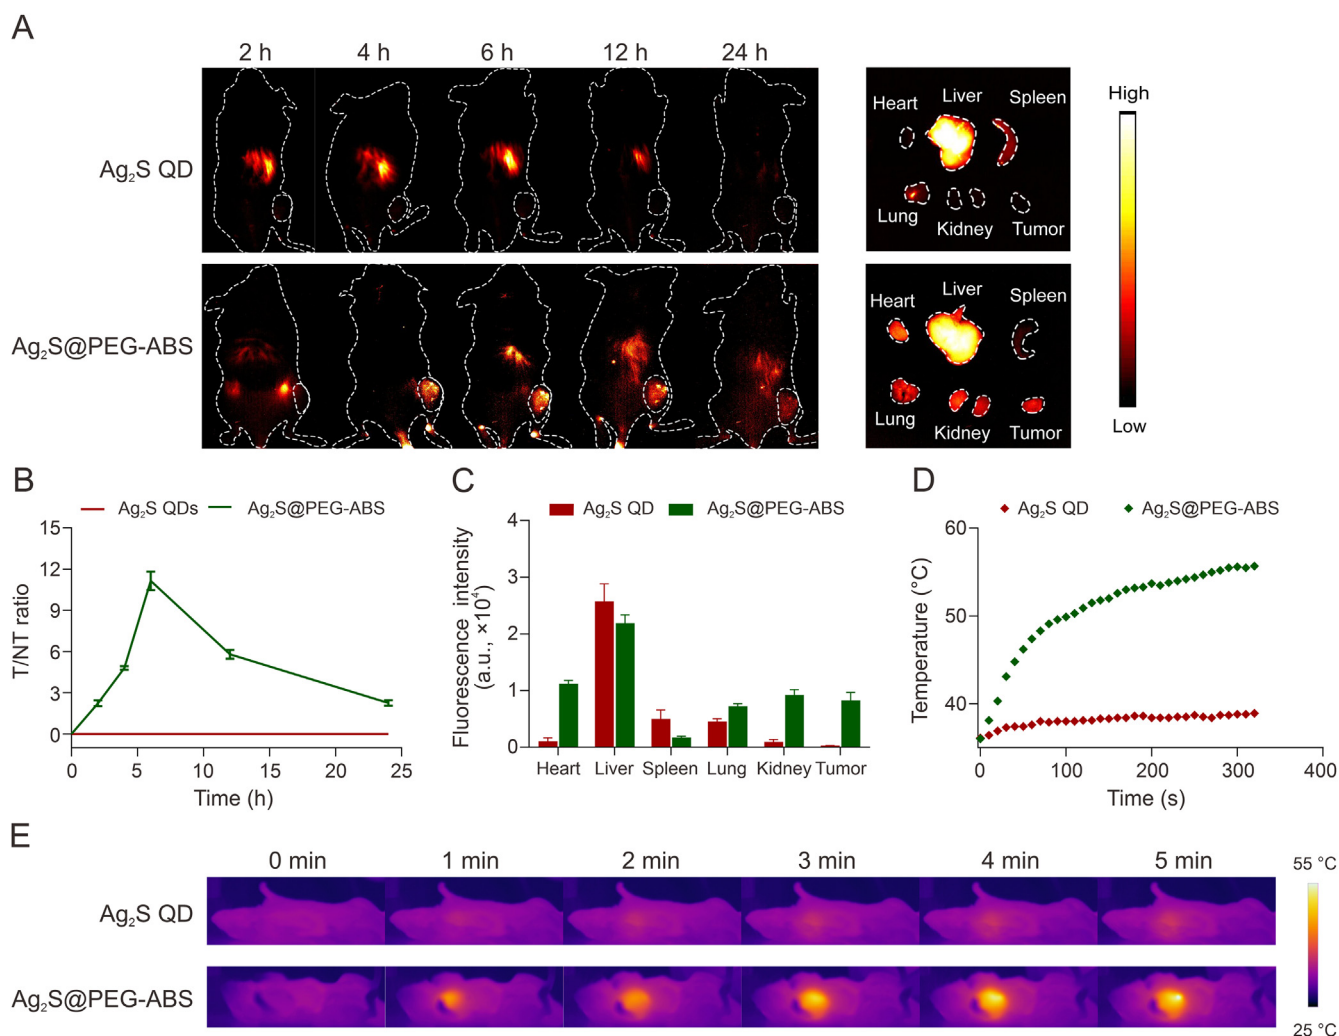 A
2 h 4 h 6 h 12 h 24 h
Ag₂S QD
Heart Liver Spleen
Lung Kidney Tumor
High
Low
Ag₂S@PEG-ABS
Heart Liver Spleen
Lung Kidney Tumor
B
Ag₂S QDs Ag₂S@PEG-ABS
T/NT ratio
15
12
9
6
3
0
0 5 10 15 20 25
Time (h)
C
Ag₂S QD Ag₂S@PEG-ABS
Fluorescence intensity
(a.u., ×10⁴)
4
3
2
1
0
Heart Liver Spleen Lung Kidney Tumor
D
Ag₂S QD Ag₂S@PEG-ABS
Temperature (°C)
60
50
40
0 100 200 300 400
Time (s)
E
0 min 1 min 2 min 3 min 4 min 5 min
Ag₂S QD
Ag₂S@PEG-ABS
55 °C
25 °C